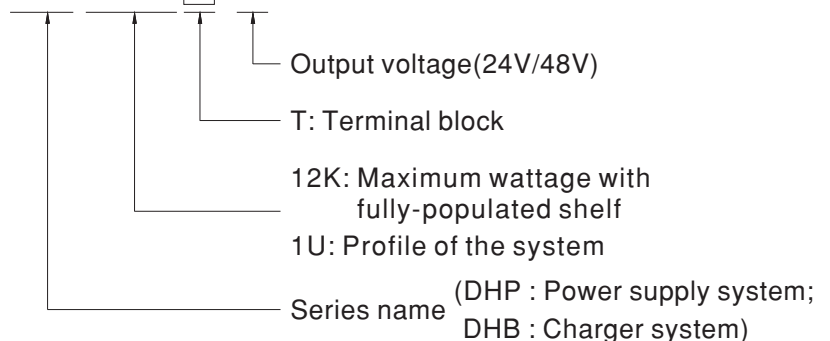 Output voltage(24V/48V)
T: Terminal block
12K: Maximum wattage with
fully-populated shelf
1U: Profile of the system
Series name (DHP : Power supply system;
DHB : Charger system)